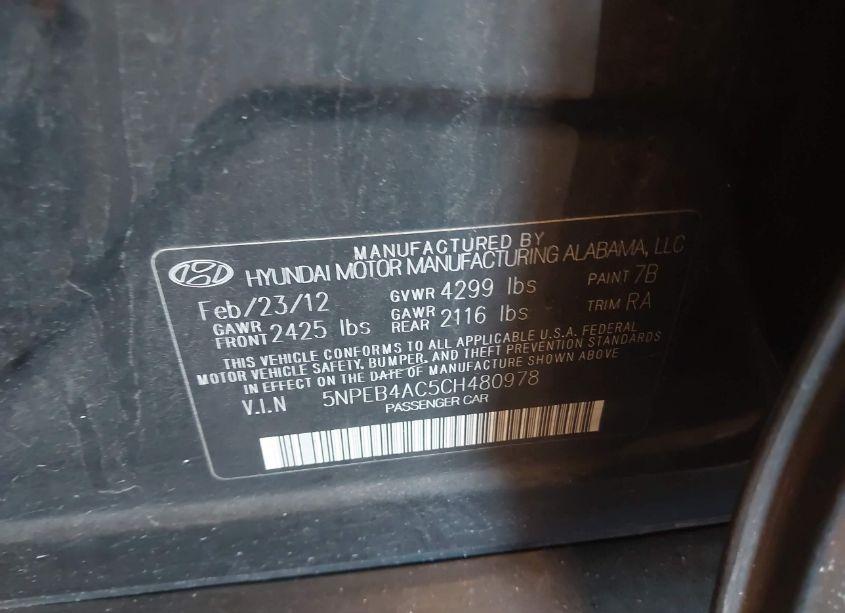 MANUFACTURED BY
HYUNDAI MOTOR MANUFACTURING ALABAMA, LLC
Feb/23/12 GVWR 4299 lbs PAINT 7B
GAWR FRONT 2425 lbs GAWR REAR 2116 lbs TRIM RA
THIS VEHICLE CONFORMS TO ALL APPLICABLE U.S.A. FEDERAL
MOTOR VEHICLE SAFETY, BUMPER, AND THEFT PREVENTION STANDARDS
IN EFFECT ON THE DATE OF MANUFACTURE SHOWN ABOVE
V.I.N 5NPEB4AC5CH480978
PASSENGER CAR